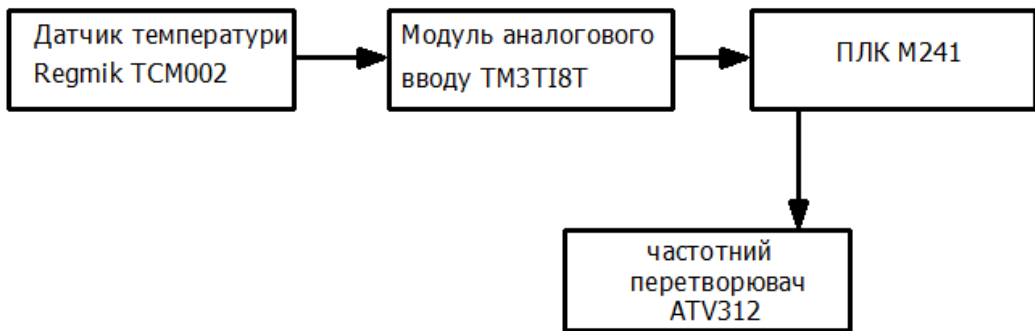 Датчик температури
Regmik TCM002
Модуль аналогового
вводу TM3TI8T
ПЛК M241
частотний
перетворювач
ATV312